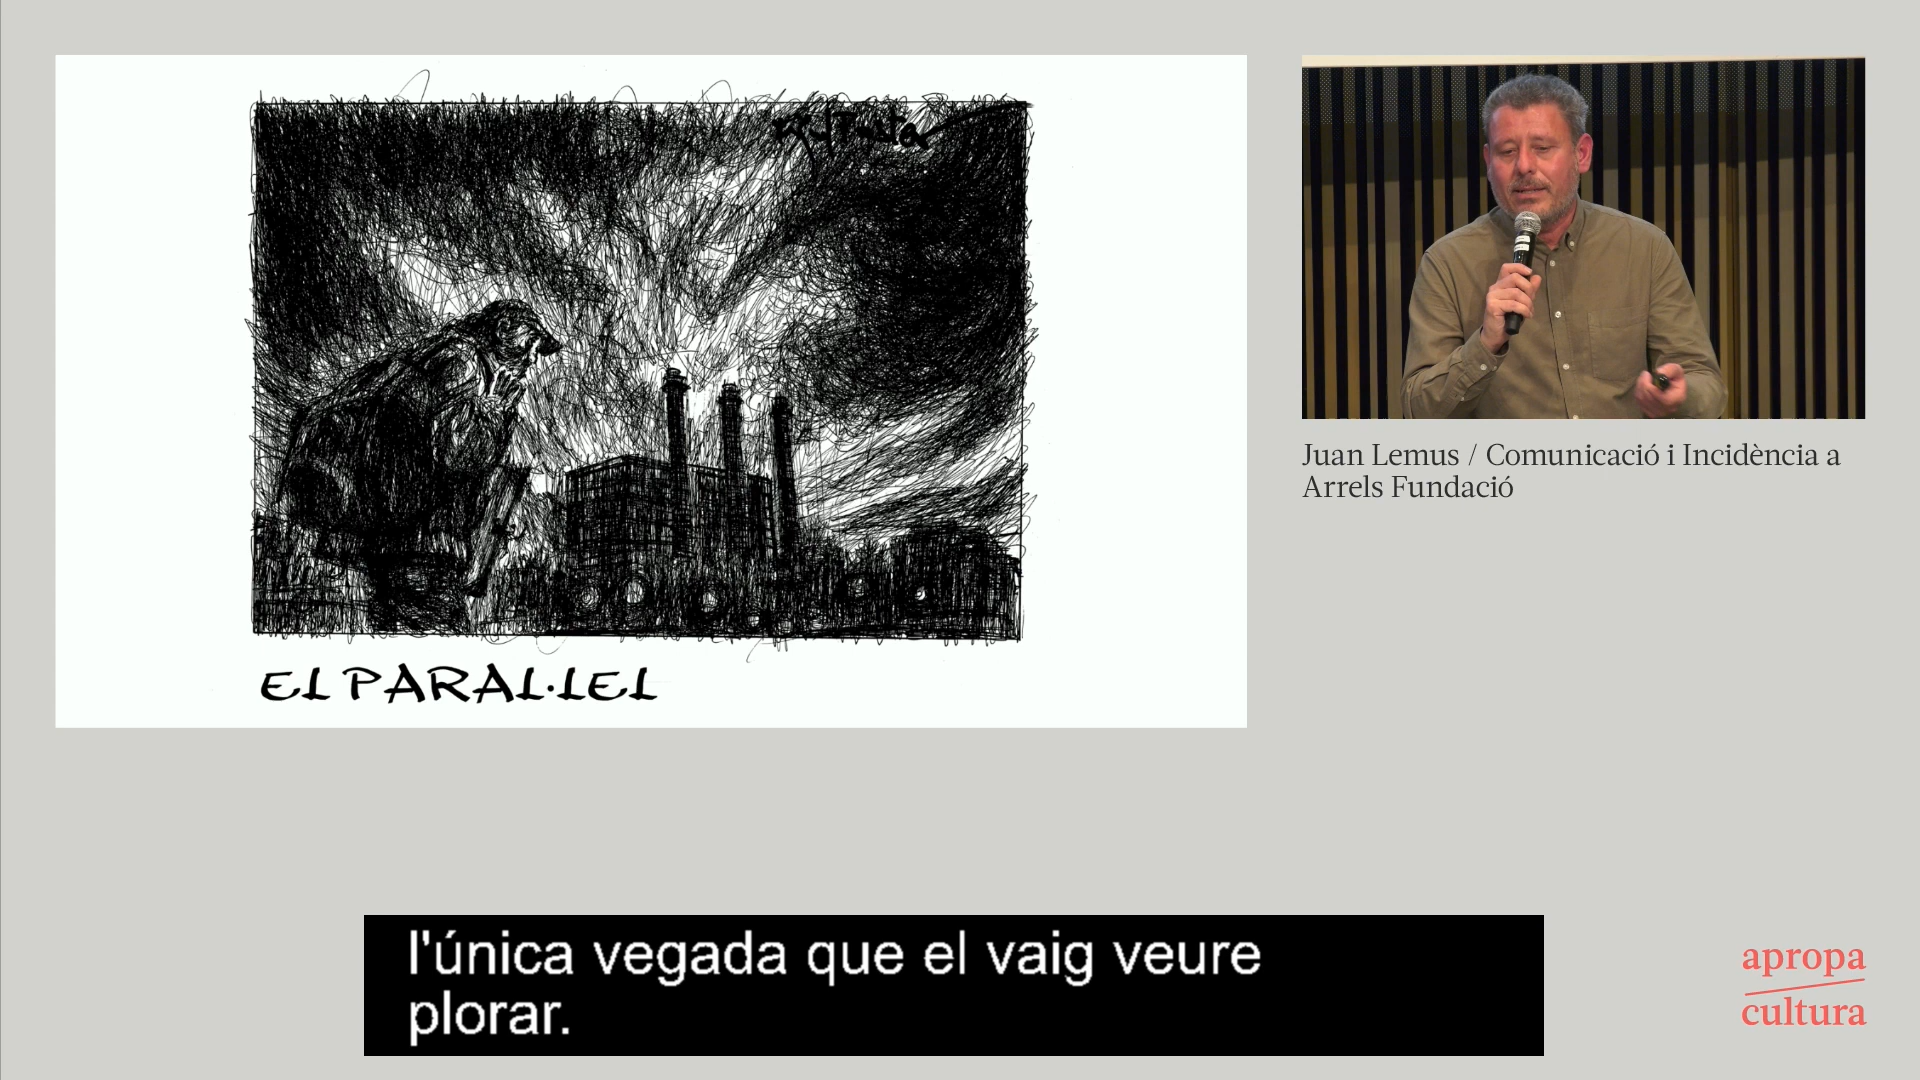 EL PARAL·LEL
Juan Lemus / Comunicació i Incidència a
Arrels Fundació
l'única vegada que el vaig veure
plorar.
apropa
cultura